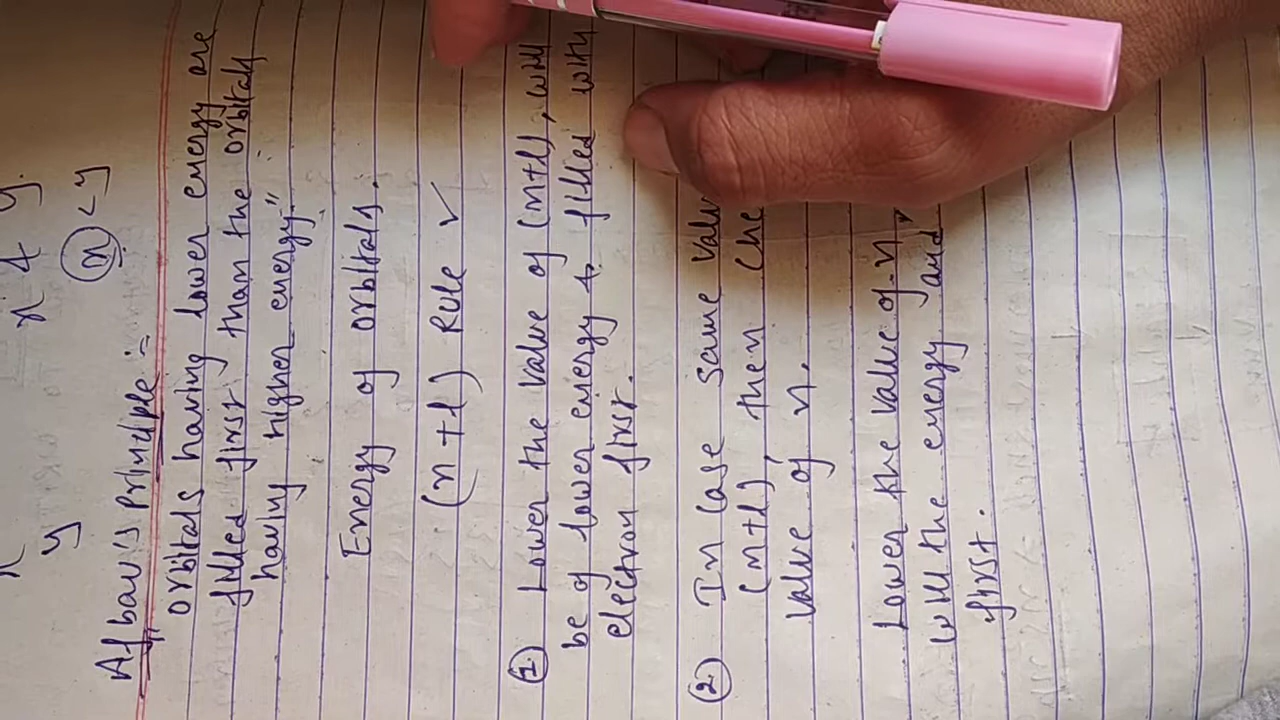 x y.
y (n) < y
Afbau's principle :-
orbitals having lower energy are
filled first than the orbitals
having higher energy."
Energy of orbitals.
(n + l) Rule ✓
(1) Lower the value of (n+l), will
be of lower energy & filled with
electron first.
(2) In case same
(n+l), then
value of n.
Lower the value of n
will the energy and
first.